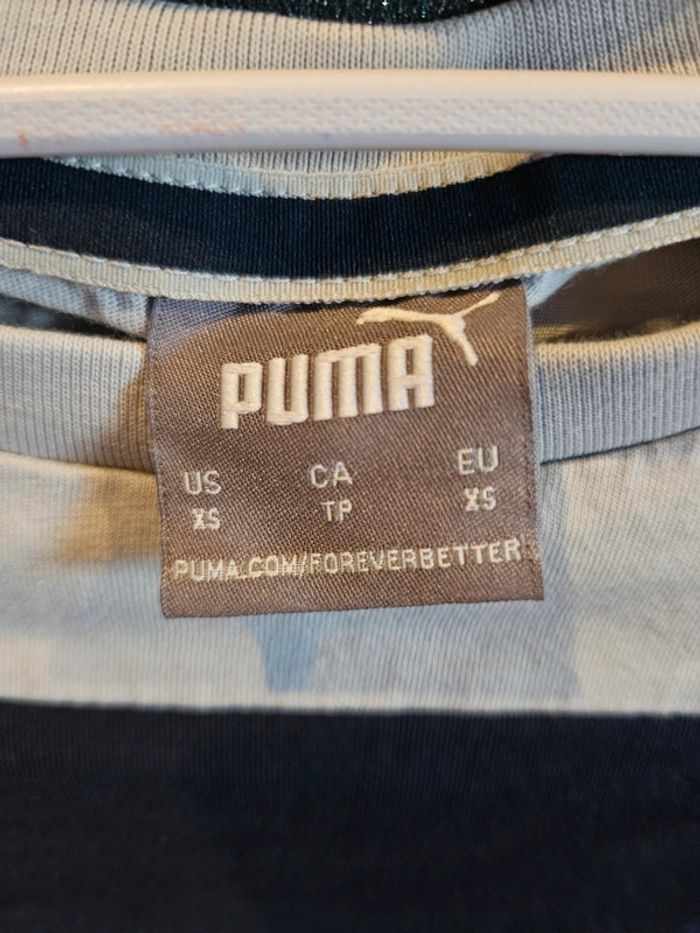 PUMA
US CA EU
XS TP XS
PUMA.COM/FOREVERBETTER